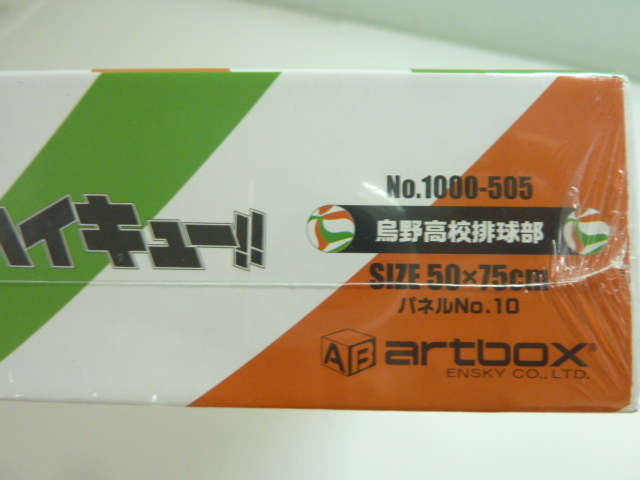 ハイキュー!!
No.1000-505
烏野高校排球部
SIZE 50×75cm
パネルNo.10
AB artbox®
ENSKY CO., LTD.